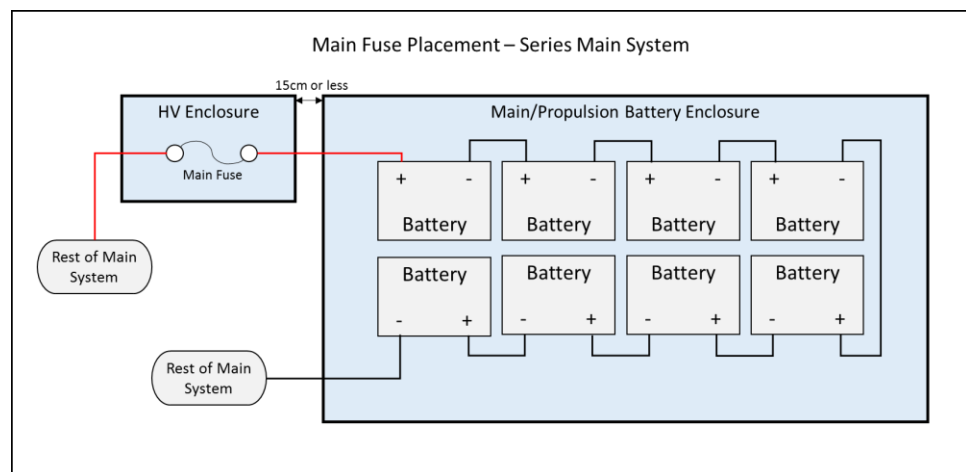 Main Fuse Placement – Series Main System
15cm or less
HV Enclosure
Main Fuse
Rest of Main
System
Main/Propulsion Battery Enclosure
+ - + - + - + -
Battery Battery Battery Battery
Battery Battery Battery Battery
- + - + - + - +
Rest of Main
System